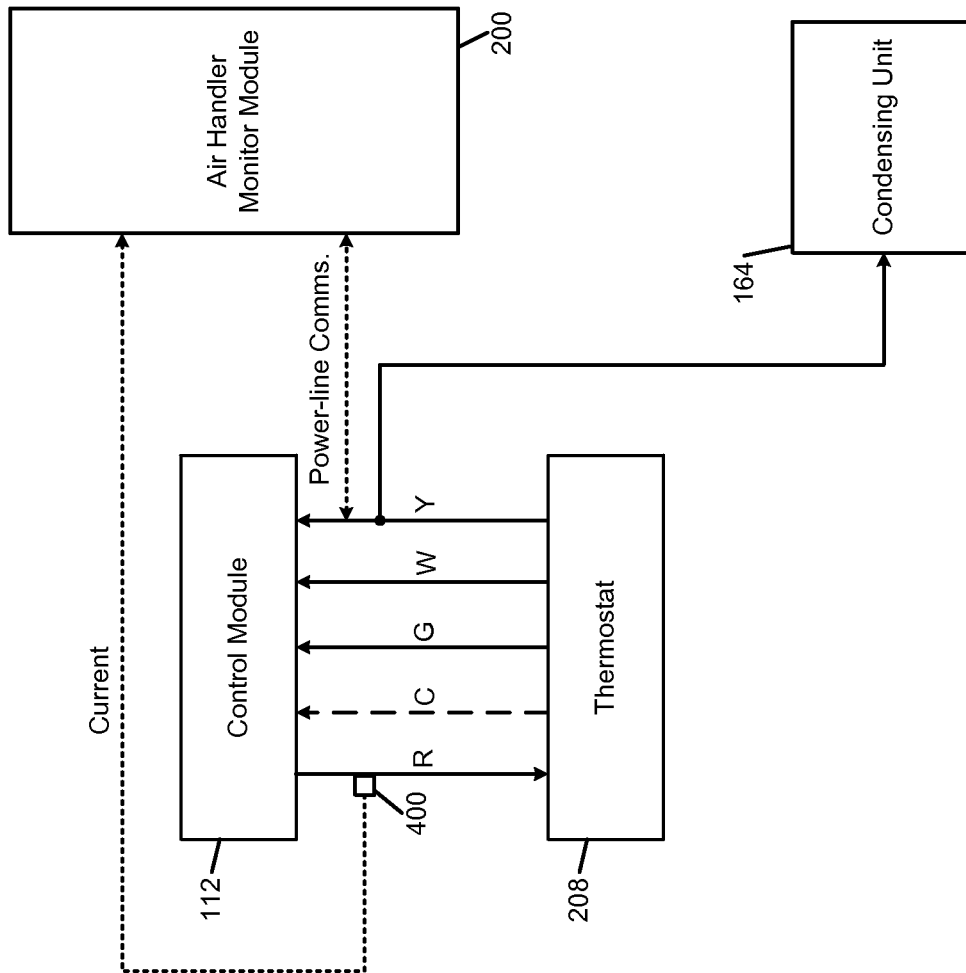 Air Handler
Monitor Module
200
Current
Power-line Comms.
Control Module
112
R
C
G
W
Y
400
Thermostat
208
164
Condensing Unit